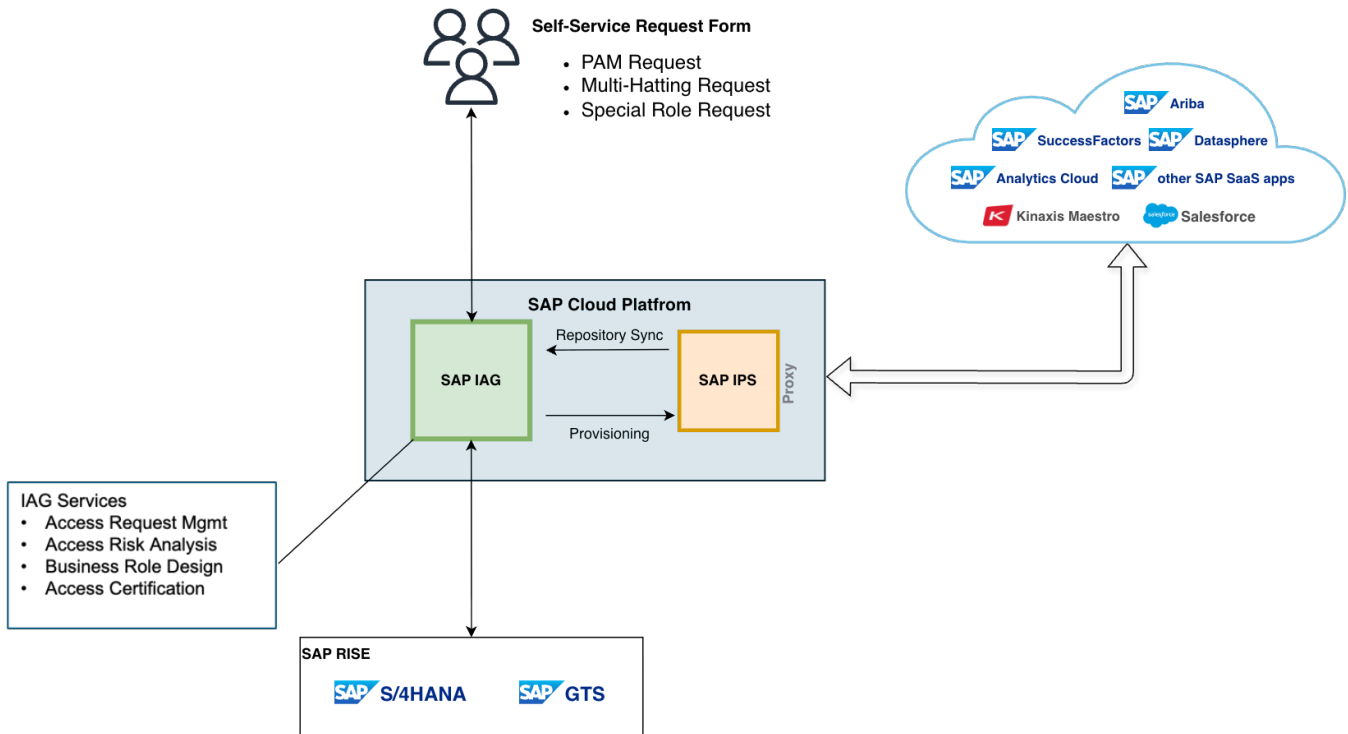 Self-Service Request Form
• PAM Request
• Multi-Hatting Request
• Special Role Request
SAP Ariba
SAP SuccessFactors SAP Datasphere
SAP Analytics Cloud SAP other SAP SaaS apps
K Kinaxis Maestro salesforce Salesforce
SAP Cloud Platfrom
Repository Sync
SAP IAG
SAP IPS
Proxy
Provisioning
IAG Services
• Access Request Mgmt
• Access Risk Analysis
• Business Role Design
• Access Certification
SAP RISE
SAP S/4HANA SAP GTS